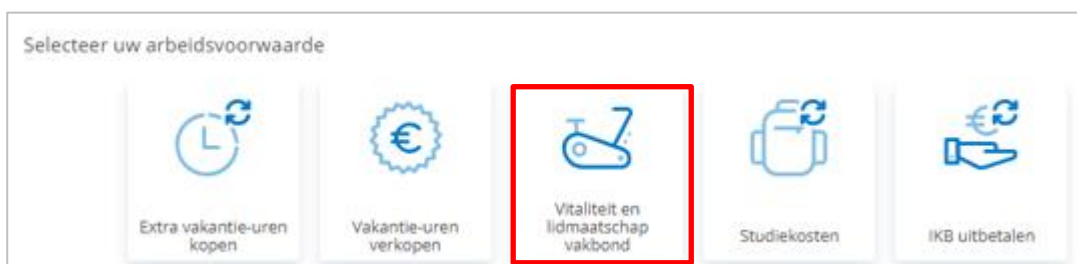 Selecteer uw arbeidsvoorwaarde
Extra vakantie-uren
kopen
Vakantie-uren
verkopen
Vitaliteit en
lidmaatschap
vakbond
Studiekosten
IKB uitbetalen